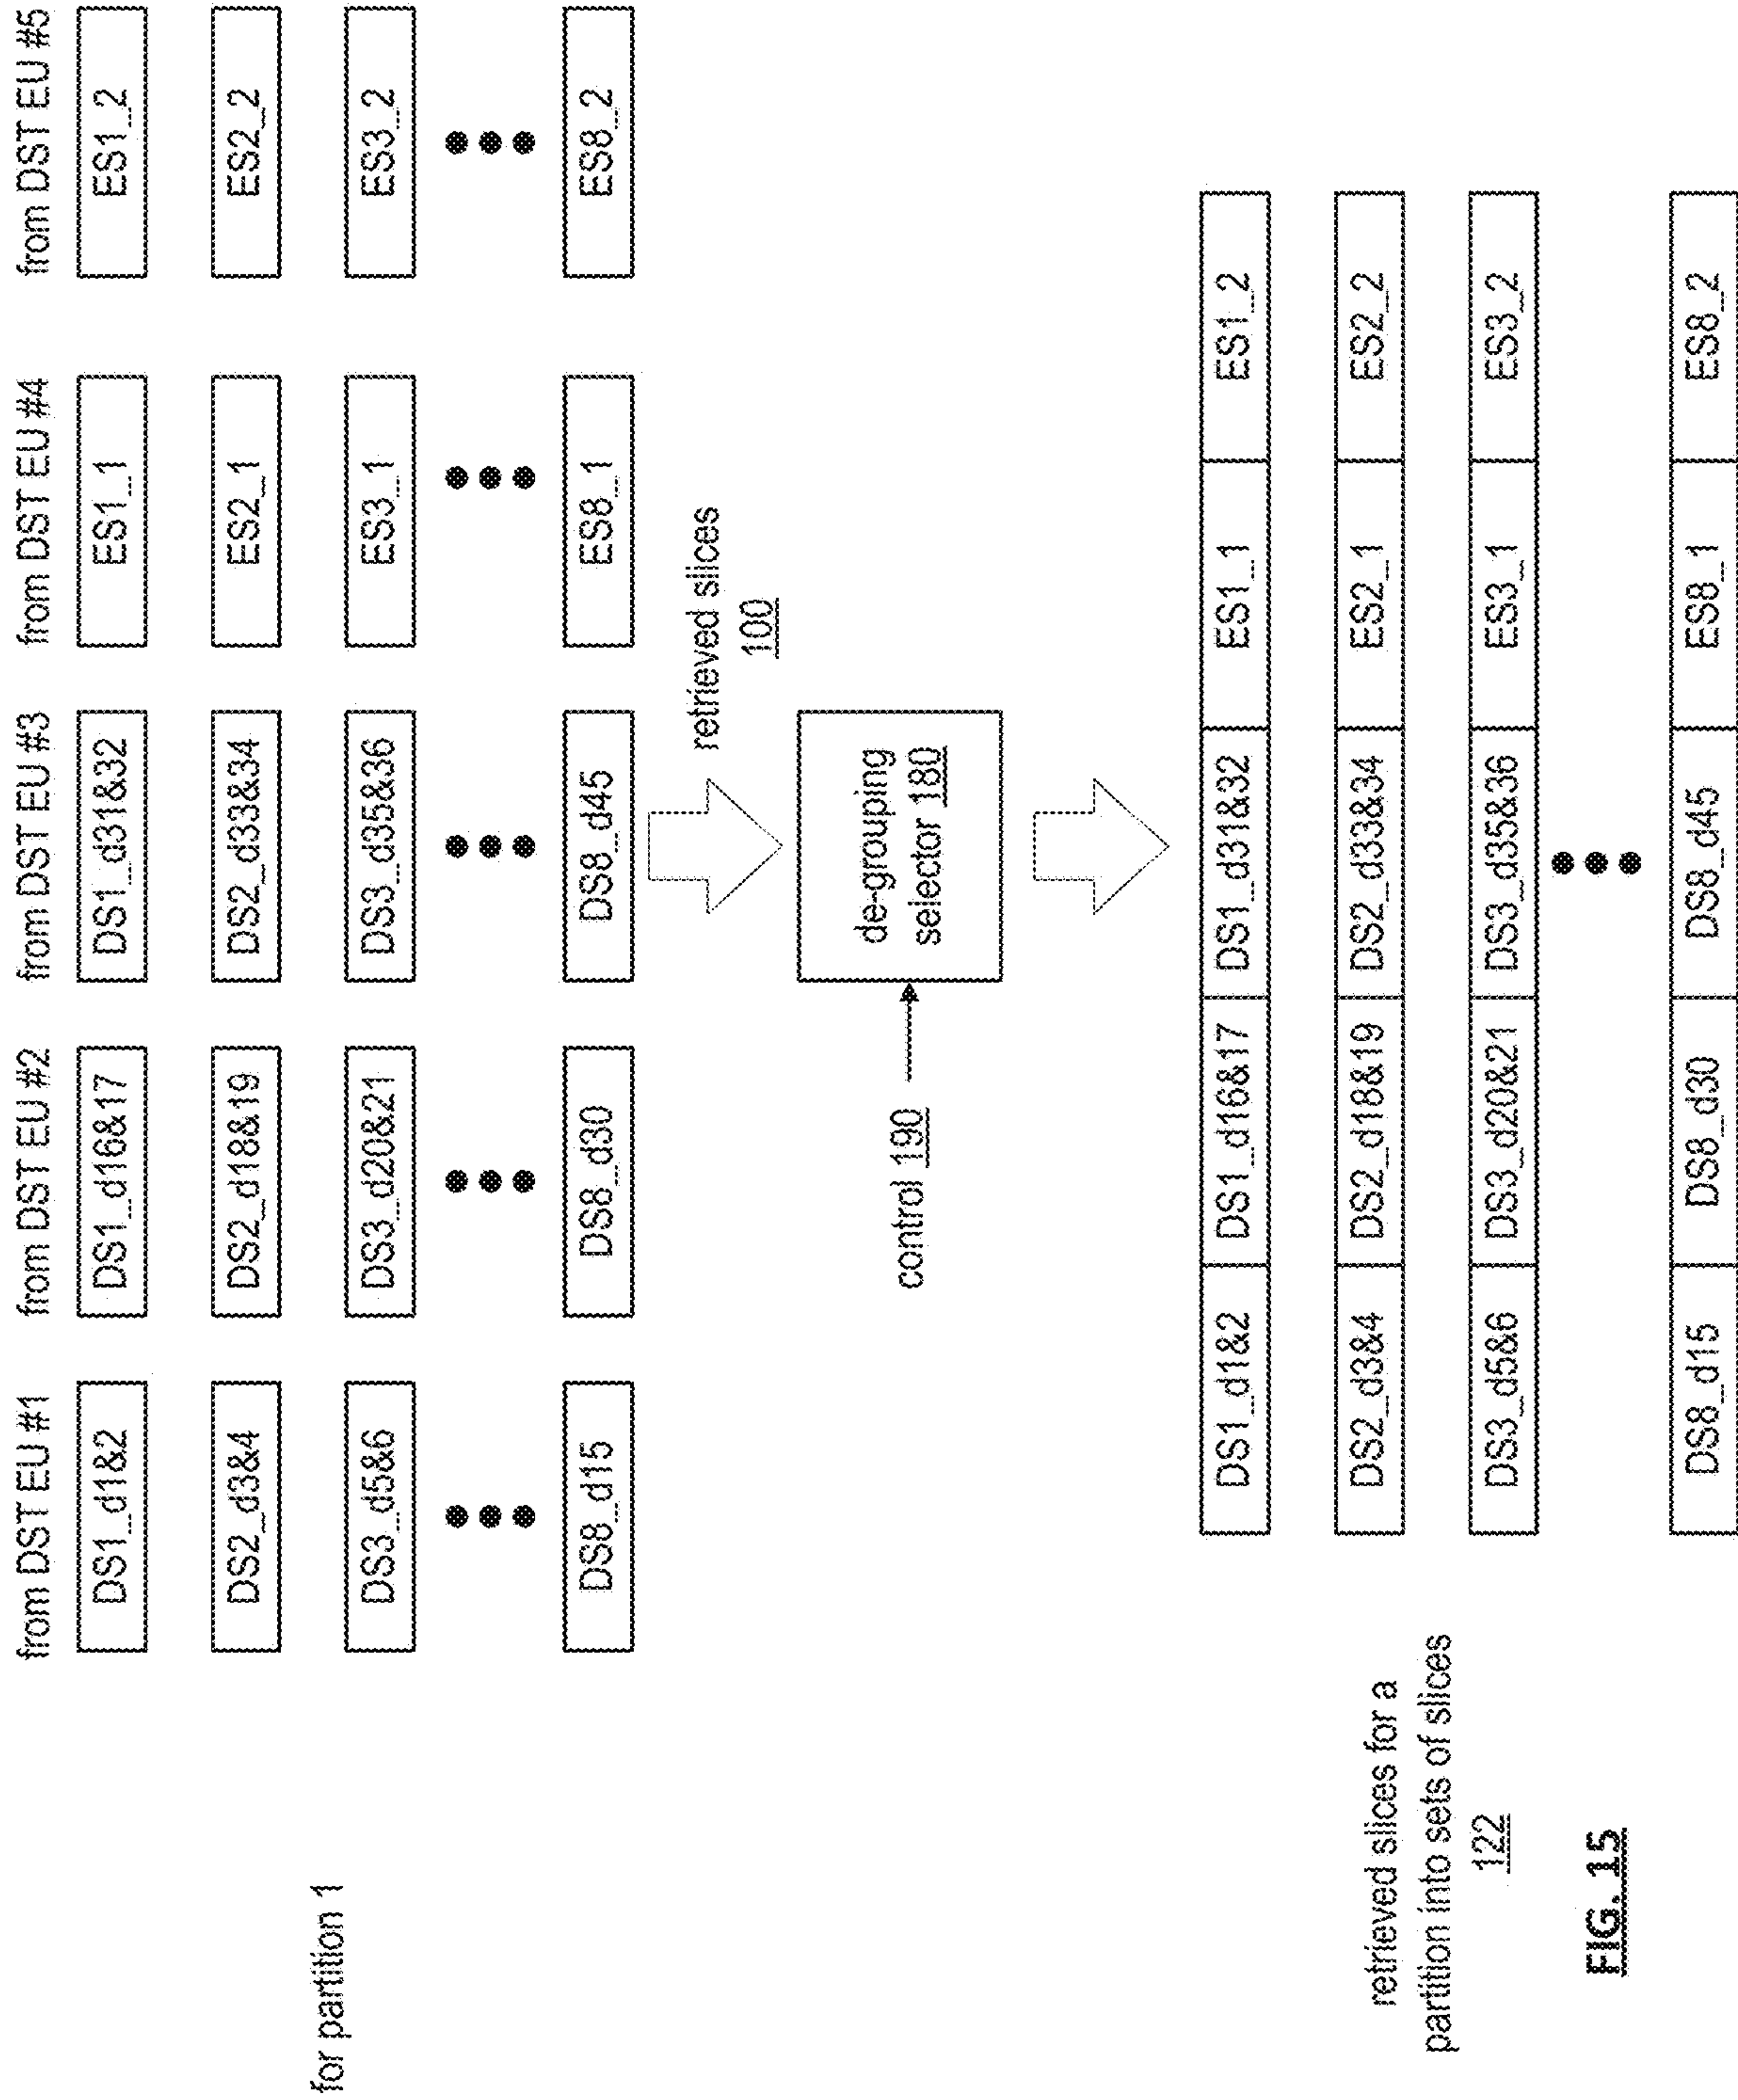 for partition 1
from DST EU #1
from DST EU #2
from DST EU #3
from DST EU #4
from DST EU #5
DS1_d1&2
DS1_d16&17
DS1_d31&32
ES1_1
ES1_2
DS2_d3&4
DS2_d18&19
DS2_d33&34
ES2_1
ES2_2
DS3_d5&6
DS3_d20&21
DS3_d35&36
ES3_1
ES3_2
DS8_d15
DS8_d30
DS8_d45
ES8_1
ES8_2
retrieved slices
100
control 190
de-grouping
selector 180
retrieved slices for a
partition into sets of slices
122
DS1_d1&2
DS1_d16&17
DS1_d31&32
ES1_1
ES1_2
DS2_d3&4
DS2_d18&19
DS2_d33&34
ES2_1
ES2_2
DS3_d5&6
DS3_d20&21
DS3_d35&36
ES3_1
ES3_2
DS8_d15
DS8_d30
DS8_d45
ES8_1
ES8_2
FIG. 15